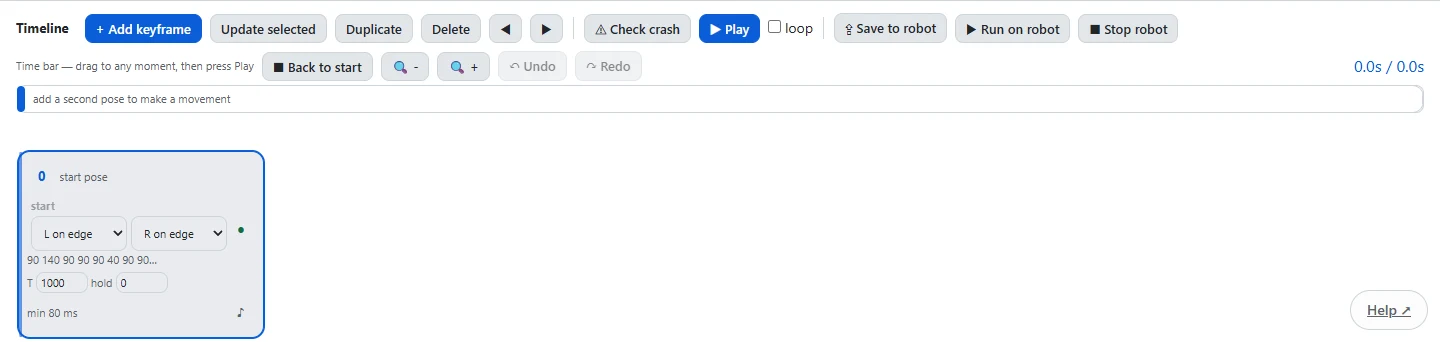 Timeline + Add keyframe Update selected Duplicate Delete ◀ ▶ ⚠ Check crash ▶ Play loop ⇪ Save to robot ▶ Run on robot ■ Stop robot
Time bar — drag to any moment, then press Play ■ Back to start 🔍 - 🔍 + ↶ Undo ↷ Redo 0.0s / 0.0s
add a second pose to make a movement
0 start pose
start
L on edge R on edge
90 140 90 90 90 40 90 90...
T 1000 hold 0
min 80 ms ♪
Help ↗